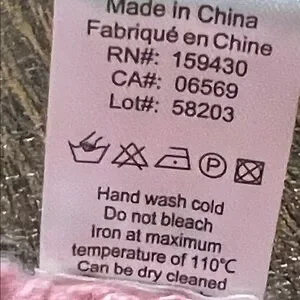 Made in China
Fabriqué en Chine
RN#: 159430
CA#: 06569
Lot#: 58203
P
Hand wash cold
Do not bleach
Iron at maximum
temperature of 110°C
Can be dry cleaned